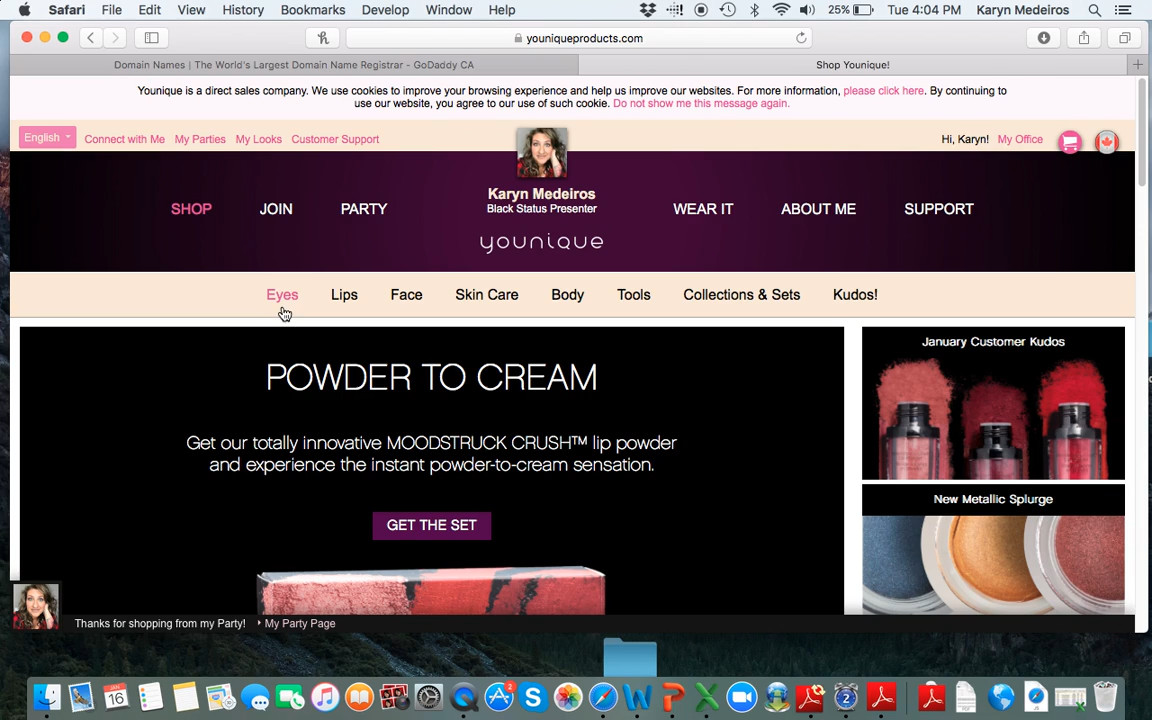 Safari File Edit View History Bookmarks Develop Window Help 25% Tue 4:04 PM Karyn Medeiros
youniqueproducts.com
Domain Names | The World's Largest Domain Name Registrar - GoDaddy CA Shop Younique!
Younique is a direct sales company. We use cookies to improve your browsing experience and help us improve our websites. For more information, please click here. By continuing to
use our website, you agree to our use of such cookie. Do not show me this message again.
English Connect with Me My Parties My Looks Customer Support Hi, Karyn! My Office
Karyn Medeiros
Black Status Presenter
SHOP JOIN PARTY WEAR IT ABOUT ME SUPPORT
younique
Eyes Lips Face Skin Care Body Tools Collections & Sets Kudos!
POWDER TO CREAM
Get our totally innovative MOODSTRUCK CRUSH™ lip powder
and experience the instant powder-to-cream sensation.
GET THE SET
January Customer Kudos
New Metallic Splurge
Thanks for shopping from my Party! My Party Page
JAN
16
2
2